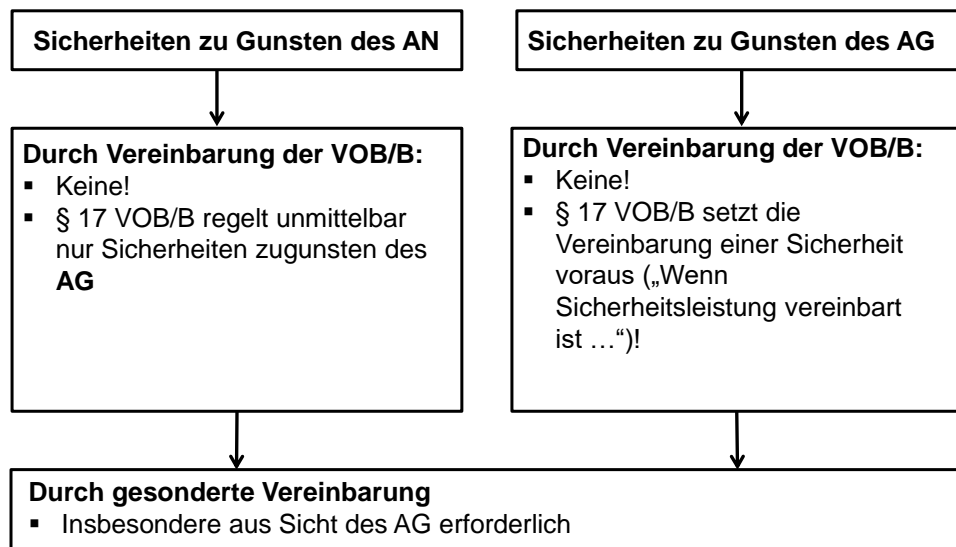 Sicherheiten zu Gunsten des AN
Sicherheiten zu Gunsten des AG
Durch Vereinbarung der VOB/B:
▪ Keine!
▪ § 17 VOB/B regelt unmittelbar
nur Sicherheiten zugunsten des
AG
Durch Vereinbarung der VOB/B:
▪ Keine!
▪ § 17 VOB/B setzt die
Vereinbarung einer Sicherheit
voraus („Wenn
Sicherheitsleistung vereinbart
ist …“)!
Durch gesonderte Vereinbarung
▪ Insbesondere aus Sicht des AG erforderlich